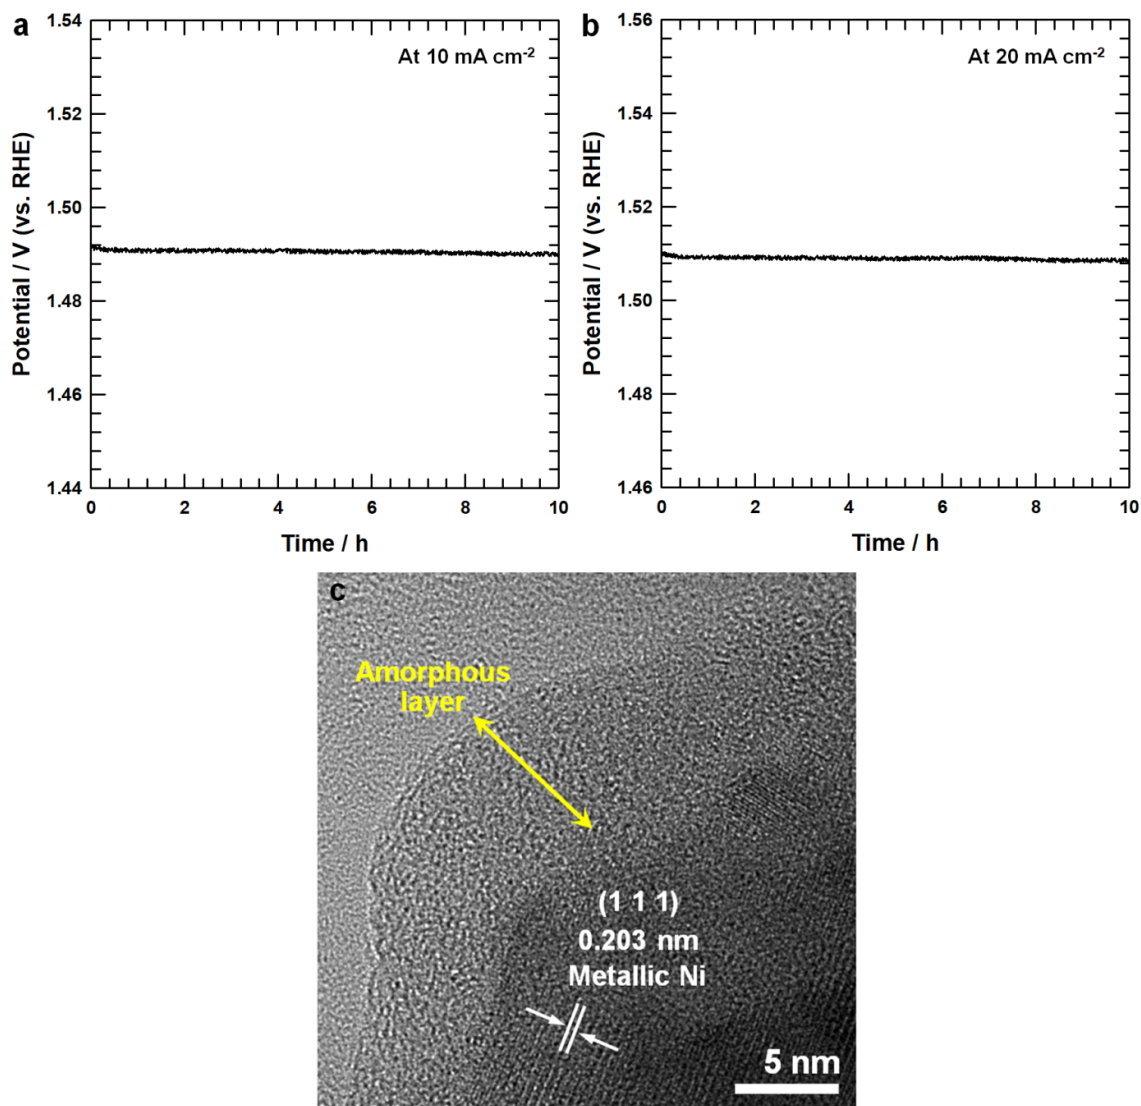 a
At 10 mA cm⁻²
Potential / V (vs. RHE)
1.54
1.52
1.50
1.48
1.46
1.44
0 2 4 6 8 10
Time / h
b
At 20 mA cm⁻²
Potential / V (vs. RHE)
1.56
1.54
1.52
1.50
1.48
1.46
0 2 4 6 8 10
Time / h
c
Amorphous
layer
(1 1 1)
0.203 nm
Metallic Ni
5 nm